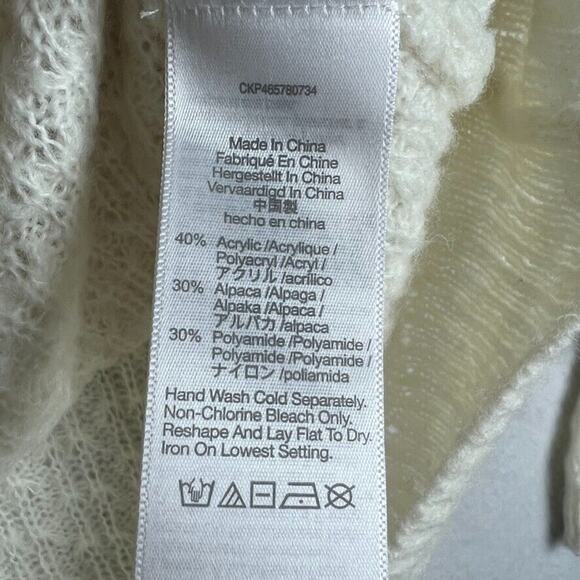 CKP465780734
Made In China
Fabriqué En Chine
Hergestellt In China
Vervaardigd In China
中国製
hecho en china
40% Acrylic /Acrylique /
Polyacryl /Acryl /
アクリル /acrílico
30% Alpaca /Alpaga /
Alpaka /Alpaca /
アルパカ /alpaca
30% Polyamide /Polyamide /
Polyamide /Polyamide /
ナイロン /poliamida
Hand Wash Cold Separately.
Non-Chlorine Bleach Only.
Reshape And Lay Flat To Dry.
Iron On Lowest Setting.